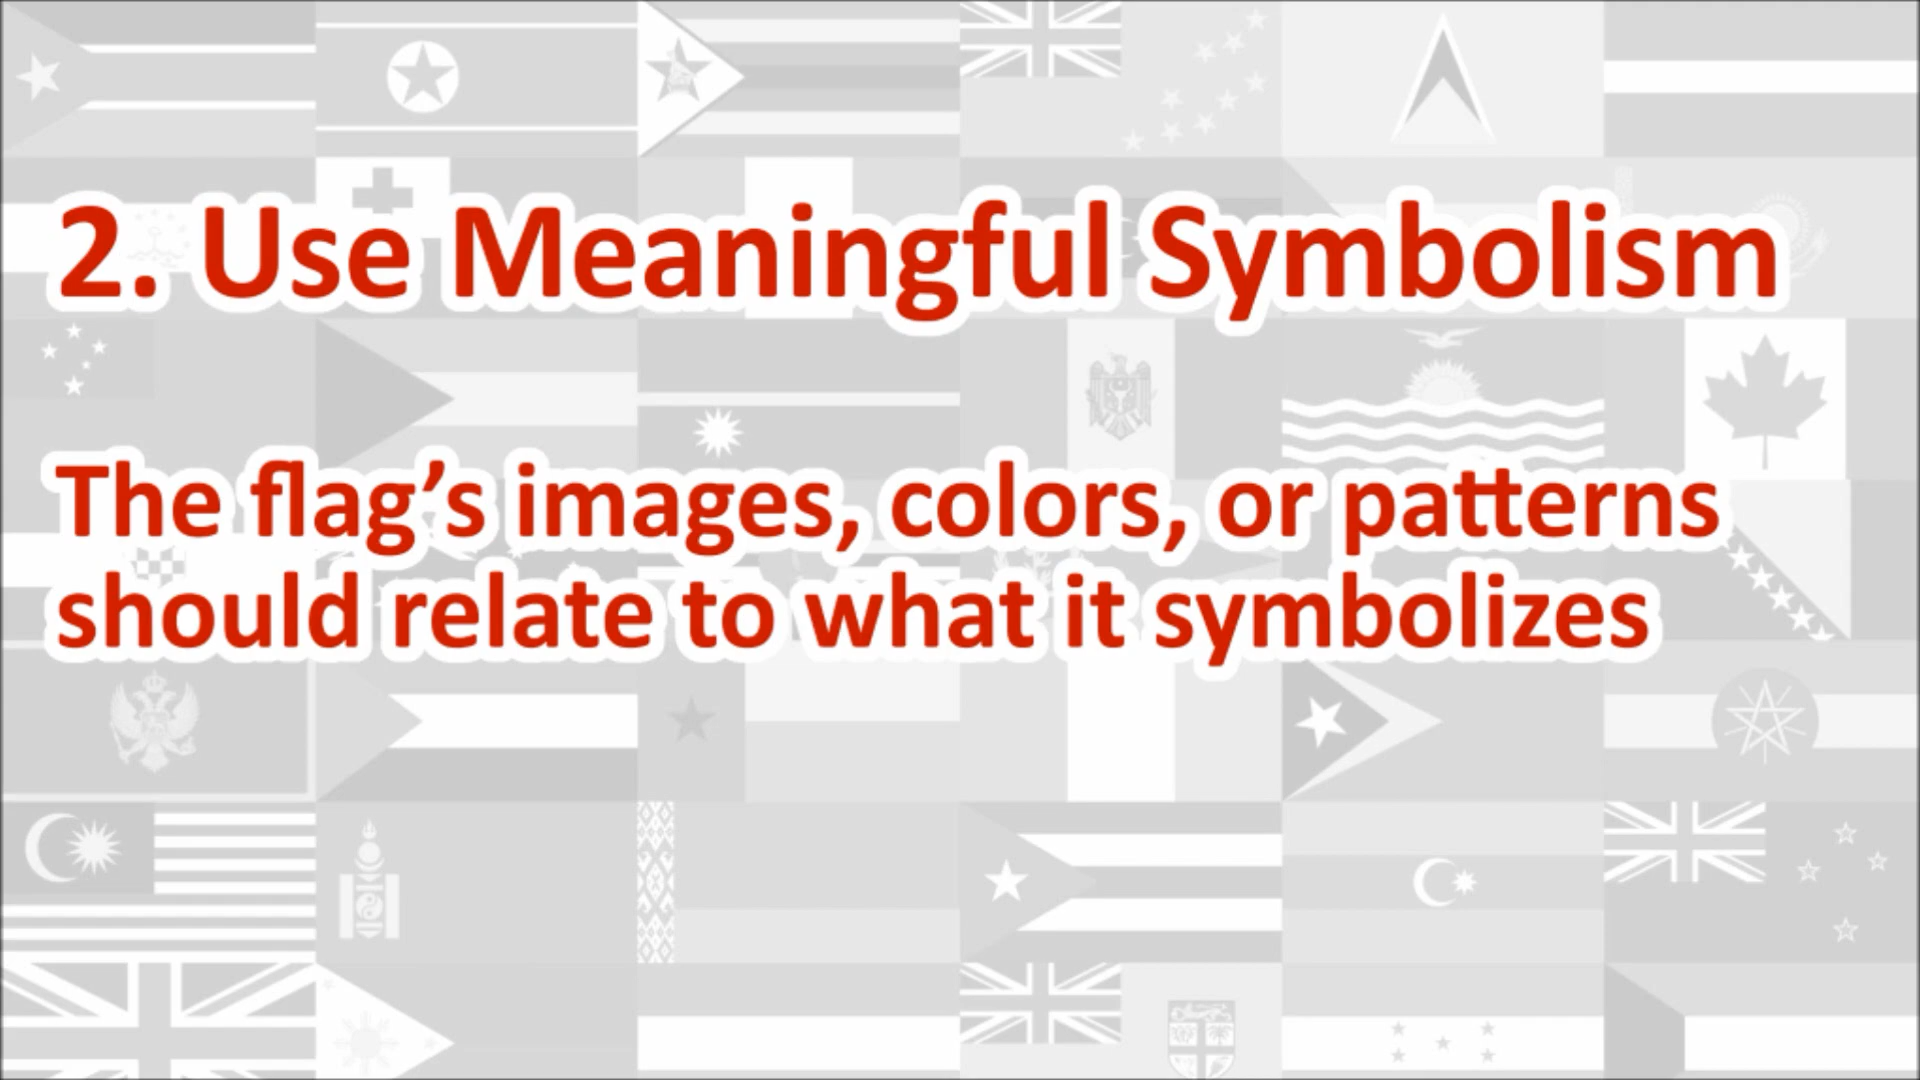 2. Use Meaningful Symbolism
The flag’s images, colors, or patterns
should relate to what it symbolizes